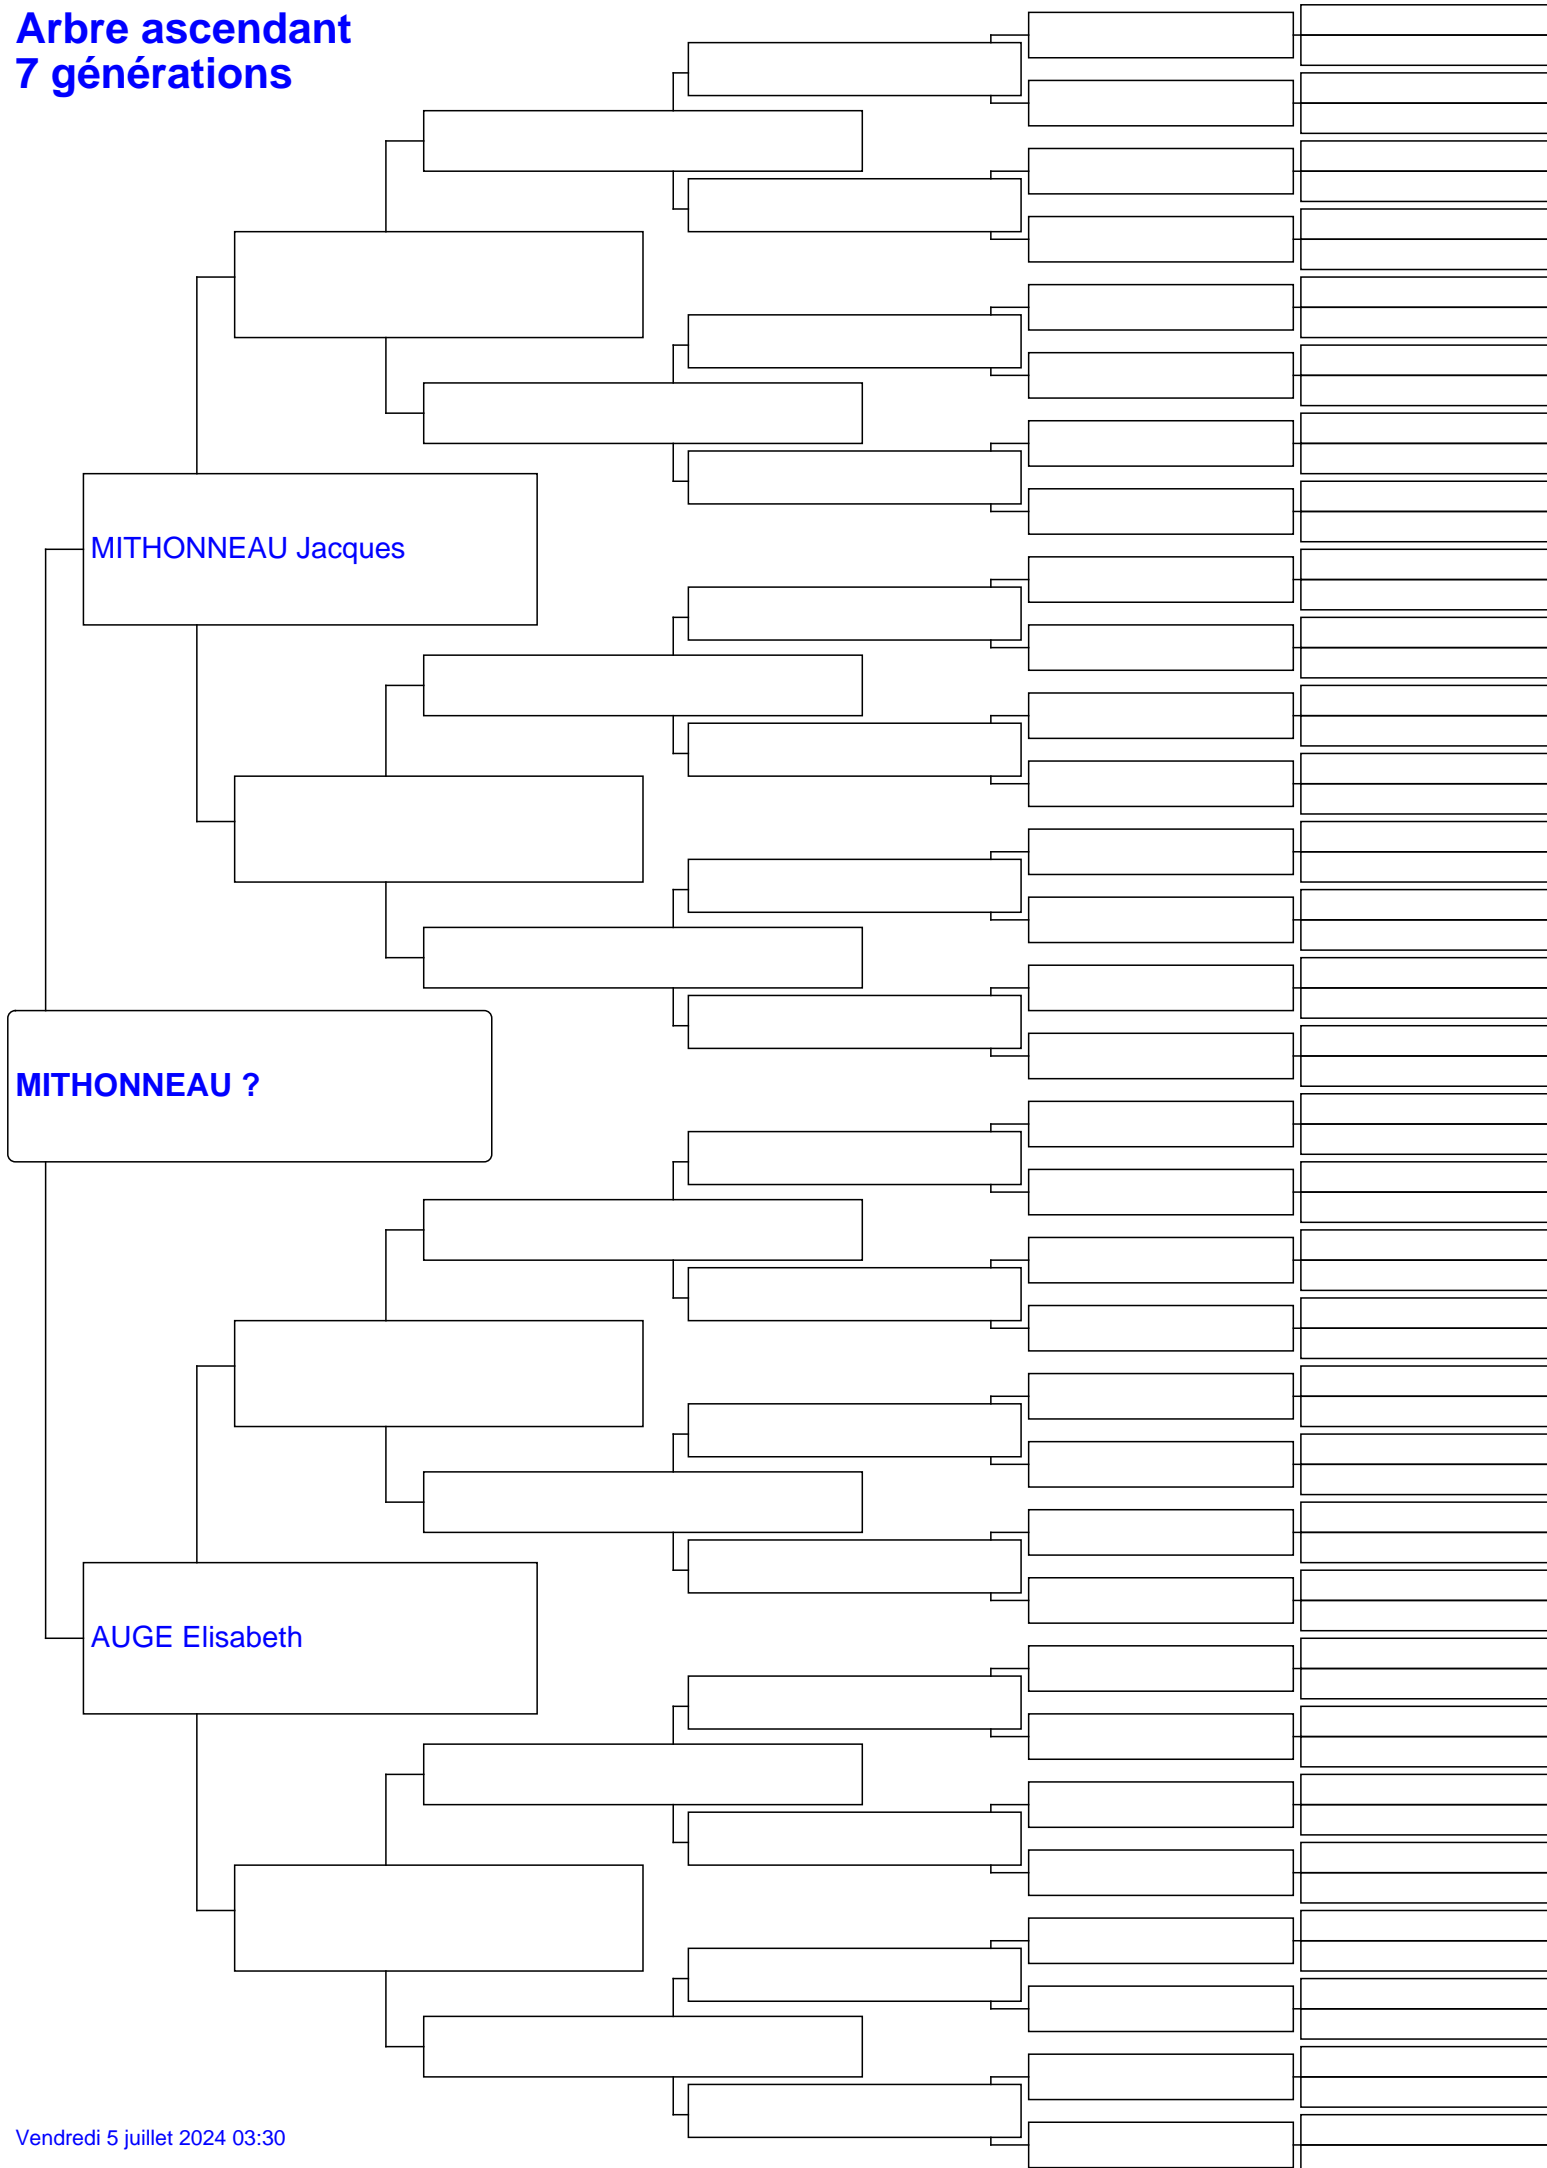 Arbre ascendant
7 générations
MITHONNEAU Jacques
MITHONNEAU ?
AUGE Elisabeth
Vendredi 5 juillet 2024 03:30